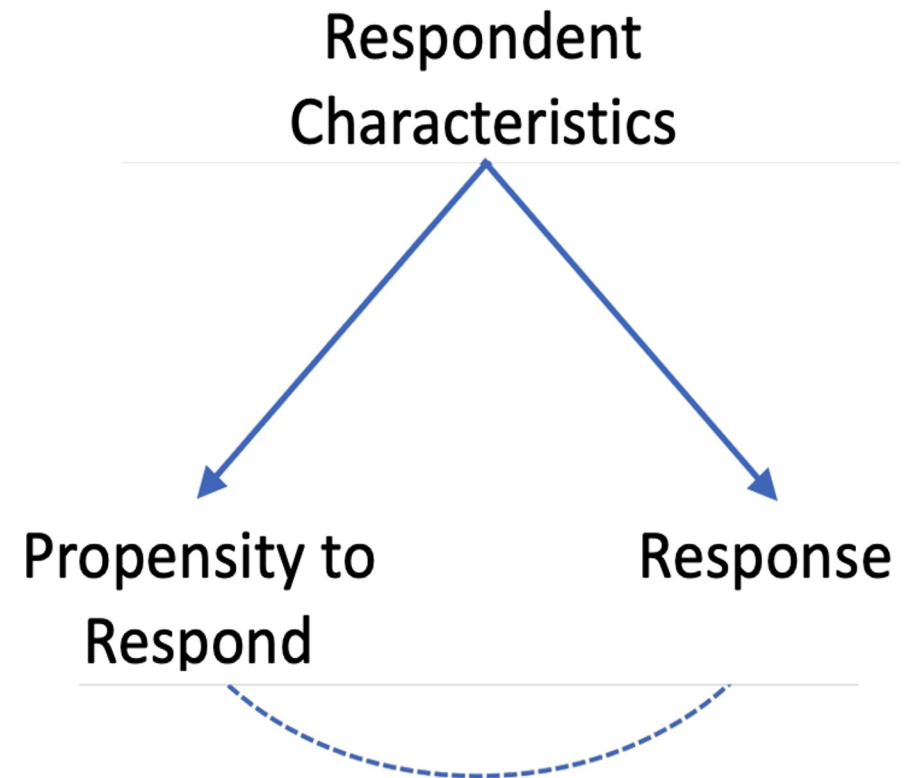 Respondent
Characteristics
Propensity to
Respond
Response